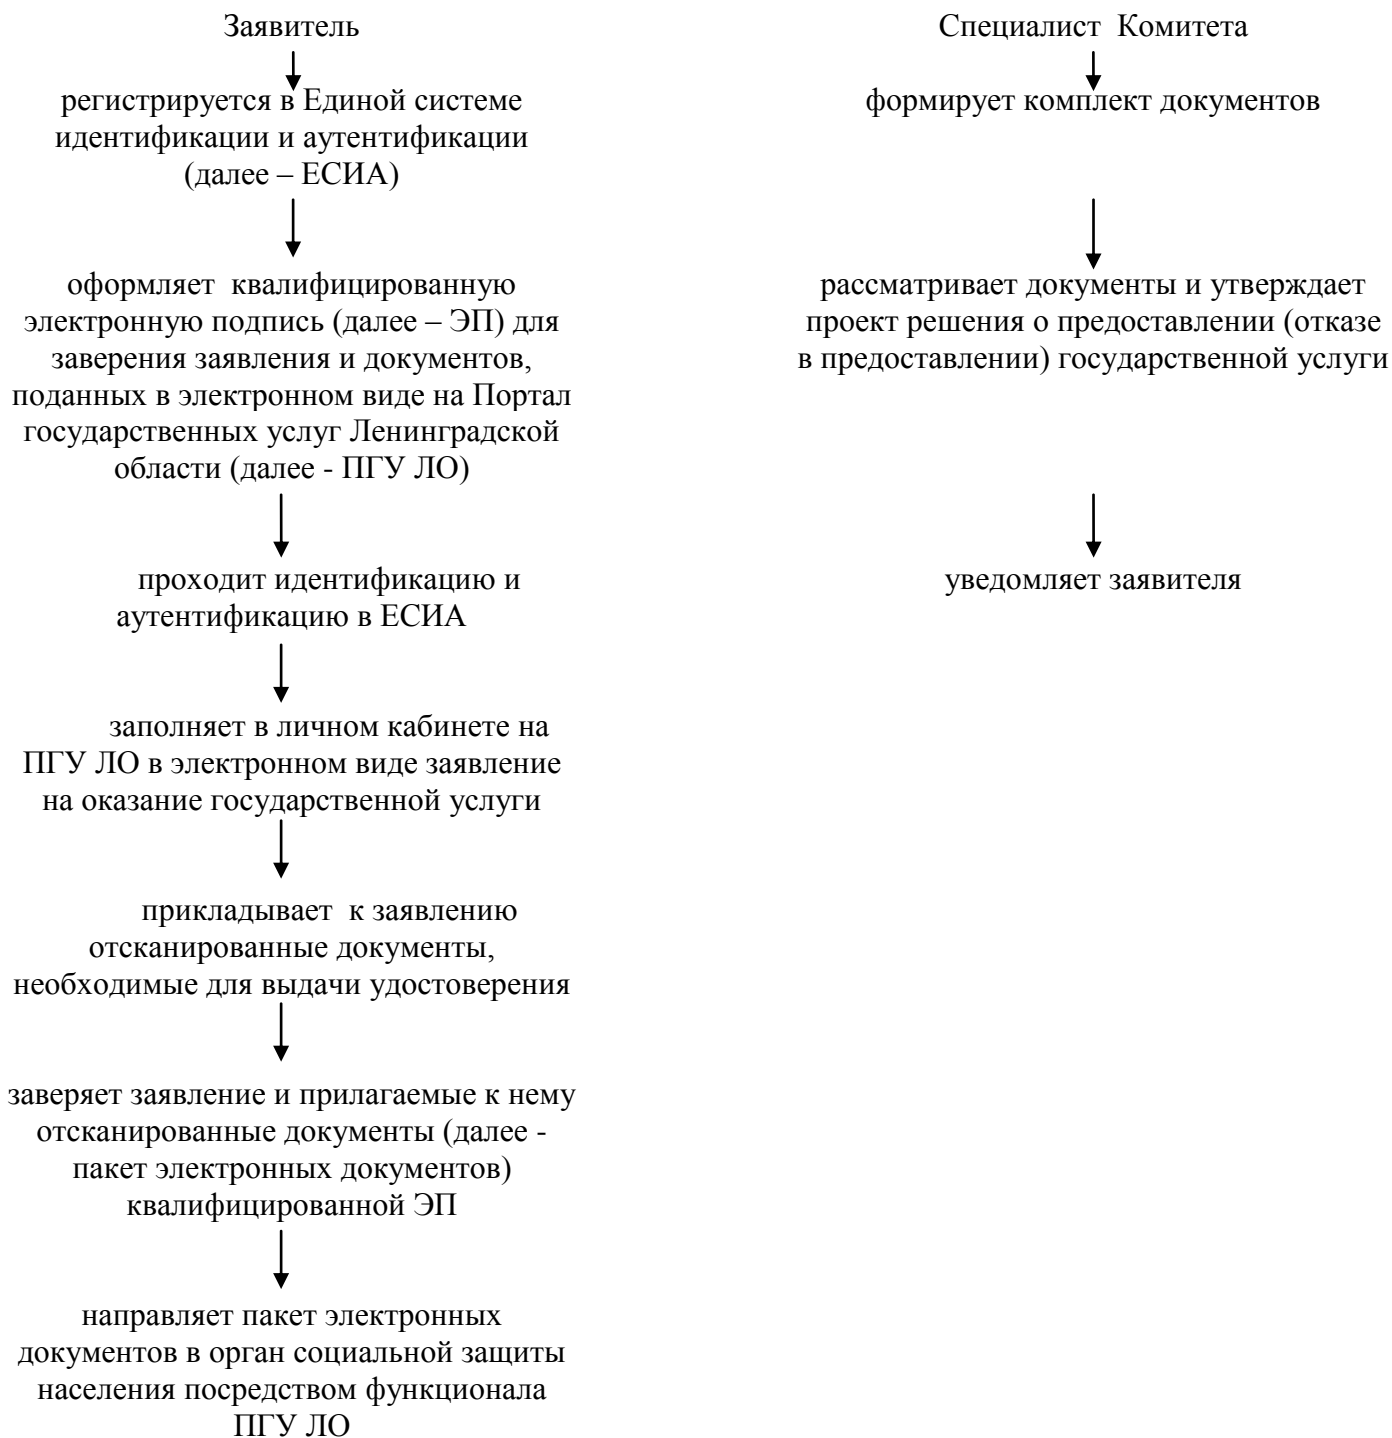 Заявитель
регистрируется в Единой системе
идентификации и аутентификации
(далее – ЕСИА)
оформляет квалифицированную
электронную подпись (далее – ЭП) для
заверения заявления и документов,
поданных в электронном виде на Портал
государственных услуг Ленинградской
области (далее - ПГУ ЛО)
проходит идентификацию и
аутентификацию в ЕСИА
заполняет в личном кабинете на
ПГУ ЛО в электронном виде заявление
на оказание государственной услуги
прикладывает к заявлению
отсканированные документы,
необходимые для выдачи удостоверения
заверяет заявление и прилагаемые к нему
отсканированные документы (далее -
пакет электронных документов)
квалифицированной ЭП
направляет пакет электронных
документов в орган социальной защиты
населения посредством функционала
ПГУ ЛО
Специалист Комитета
формирует комплект документов
рассматривает документы и утверждает
проект решения о предоставлении (отказе
в предоставлении) государственной услуги
уведомляет заявителя